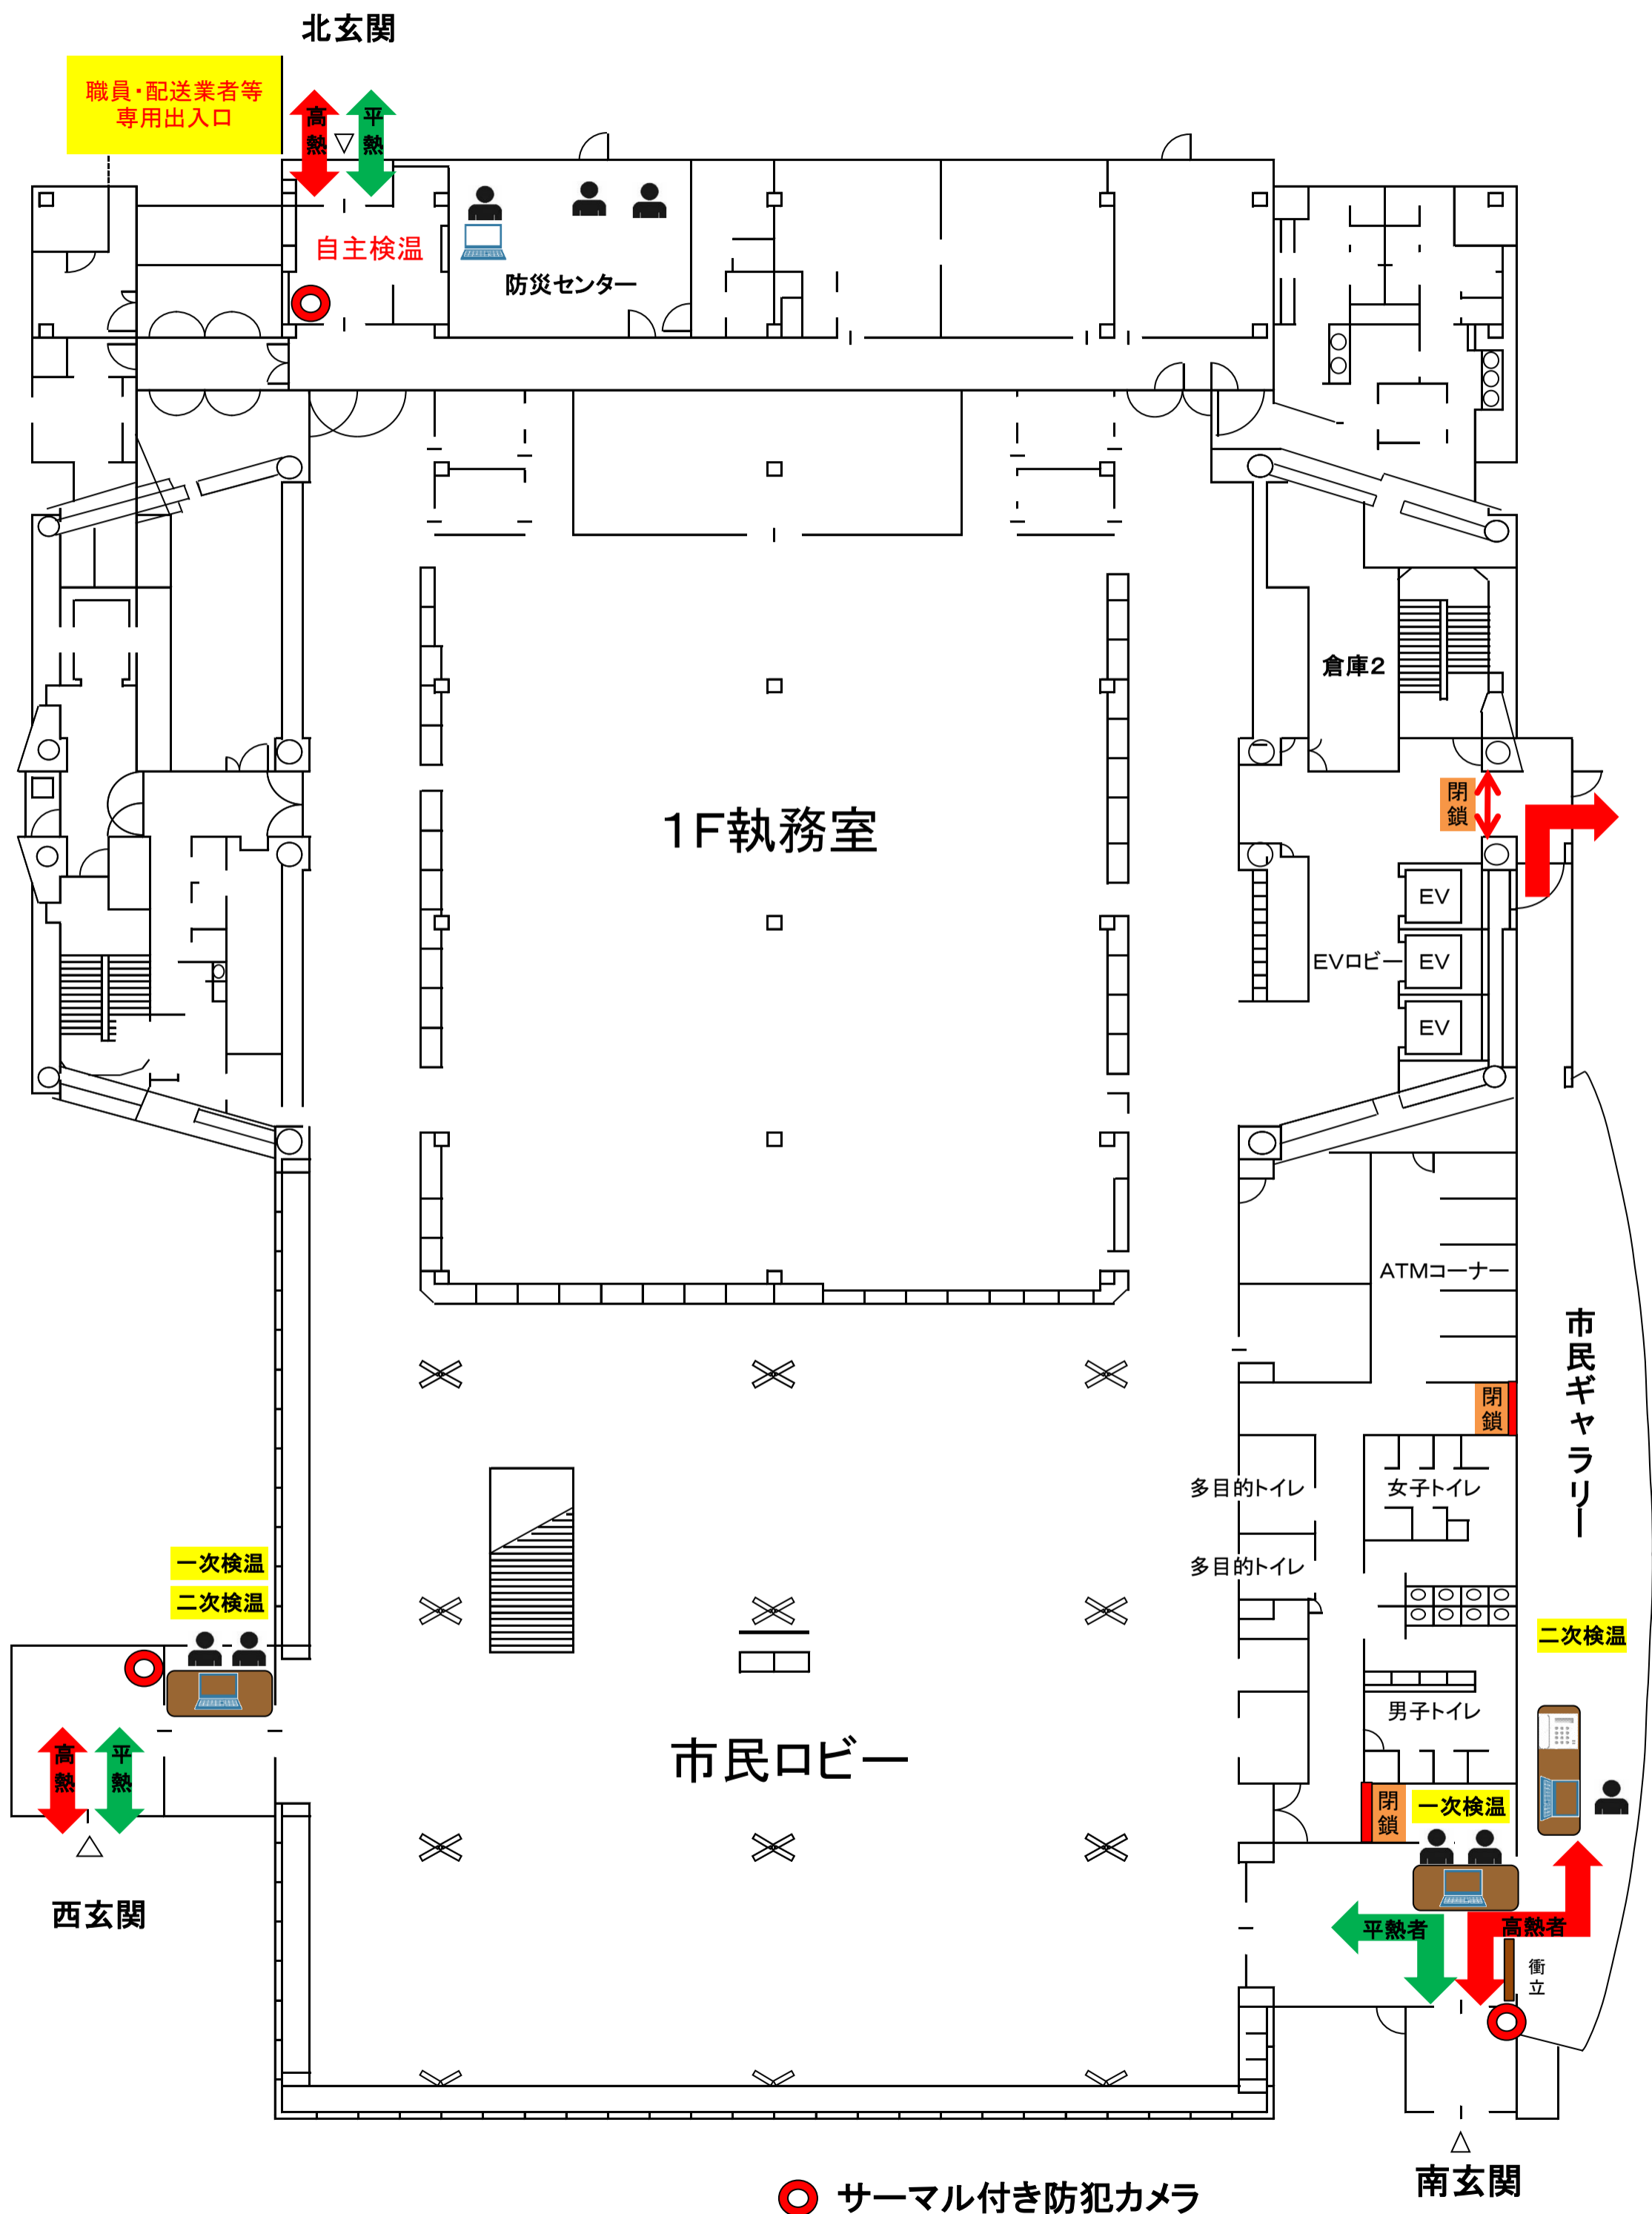 北玄関
職員・配送業者等
専用出入口
高熱
平熱
自主検温
防災センター
倉庫2
1F執務室
閉鎖
EV
EVロビー
EV
EV
ATMコーナー
市民ギャラリー
閉鎖
多目的トイレ
女子トイレ
多目的トイレ
一次検温
二次検温
二次検温
男子トイレ
高熱
平熱
市民ロビー
閉鎖
一次検温
西玄関
平熱者
高熱者
衝立
南玄関
サーマル付き防犯カメラ